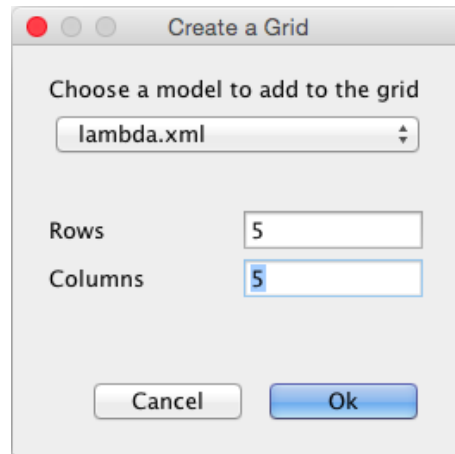 Create a Grid
Choose a model to add to the grid
lambda.xml
Rows 5
Columns 5
Cancel Ok